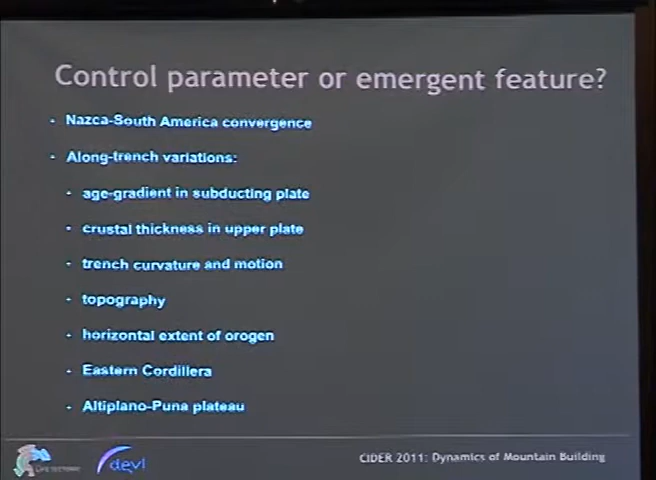 Control parameter or emergent feature?
- Nazca-South America convergence
- Along-trench variations:
- age-gradient in subducting plate
- crustal thickness in upper plate
- trench curvature and motion
- topography
- horizontal extent of orogen
- Eastern Cordillera
- Altiplano-Puna plateau
devl
CIDER 2011: Dynamics of Mountain Building